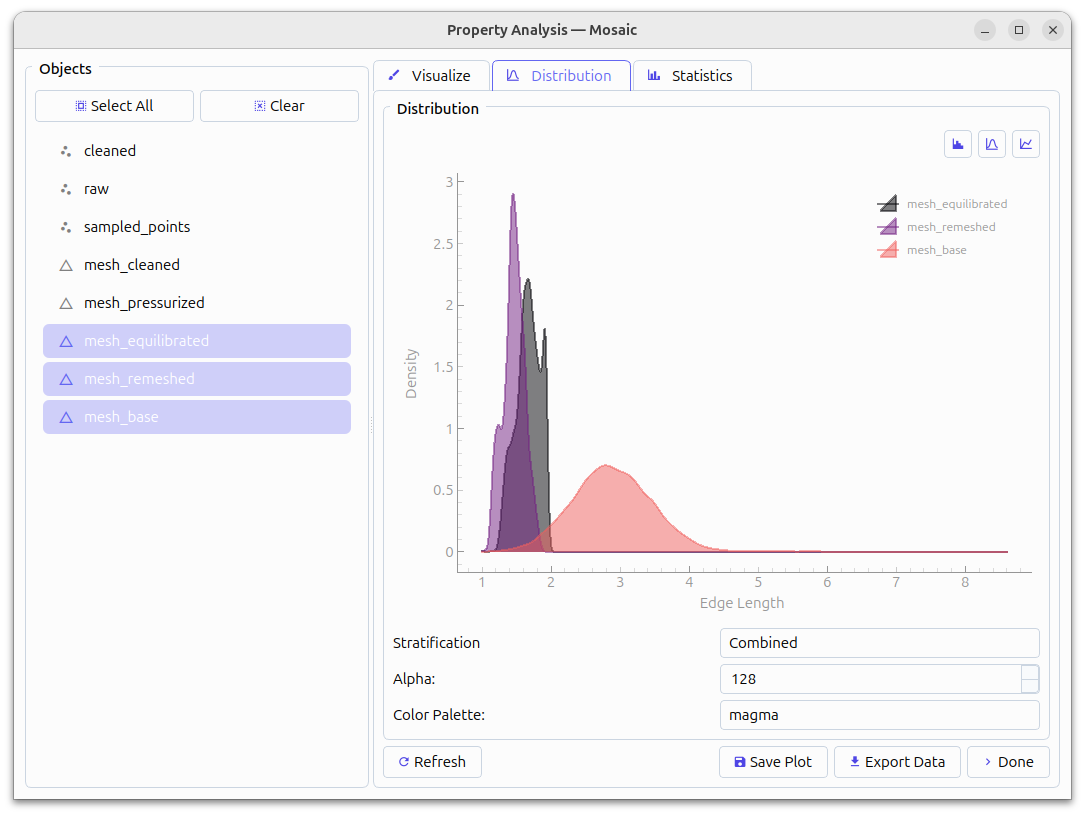 Property Analysis — Mosaic
Objects
Select All
Clear
cleaned
raw
sampled_points
mesh_cleaned
mesh_pressurized
mesh_equilibrated
mesh_remeshed
mesh_base
Visualize
Distribution
Statistics
Distribution
mesh_equilibrated
mesh_remeshed
mesh_base
3
2.5
2
1.5
1
0.5
0
Density
1 2 3 4 5 6 7 8
Edge Length
Stratification Combined
Alpha: 128
Color Palette: magma
Refresh
Save Plot
Export Data
Done